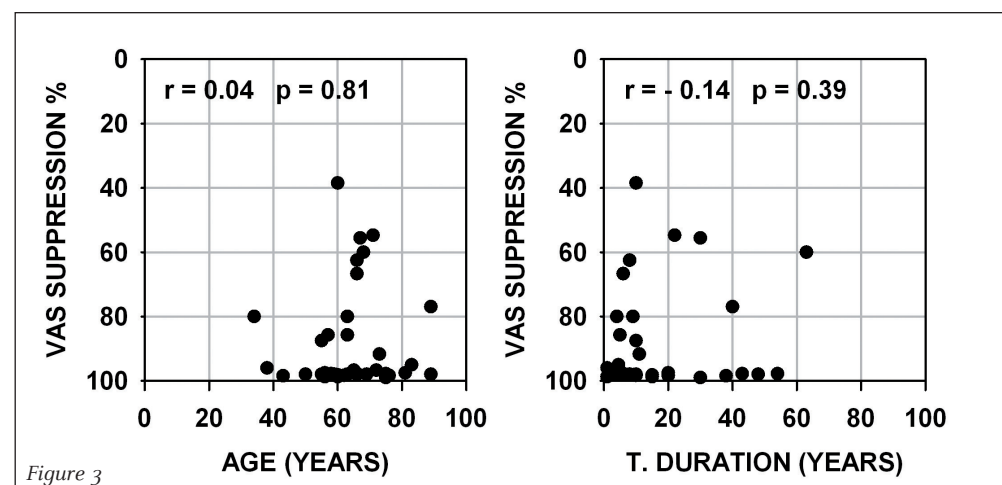 r = 0.04 p = 0.81
VAS SUPPRESSION %
0
20
40
60
80
100
0 20 40 60 80 100
AGE (YEARS)
r = - 0.14 p = 0.39
VAS SUPPRESSION %
0
20
40
60
80
100
0 20 40 60 80 100
T. DURATION (YEARS)
Figure 3